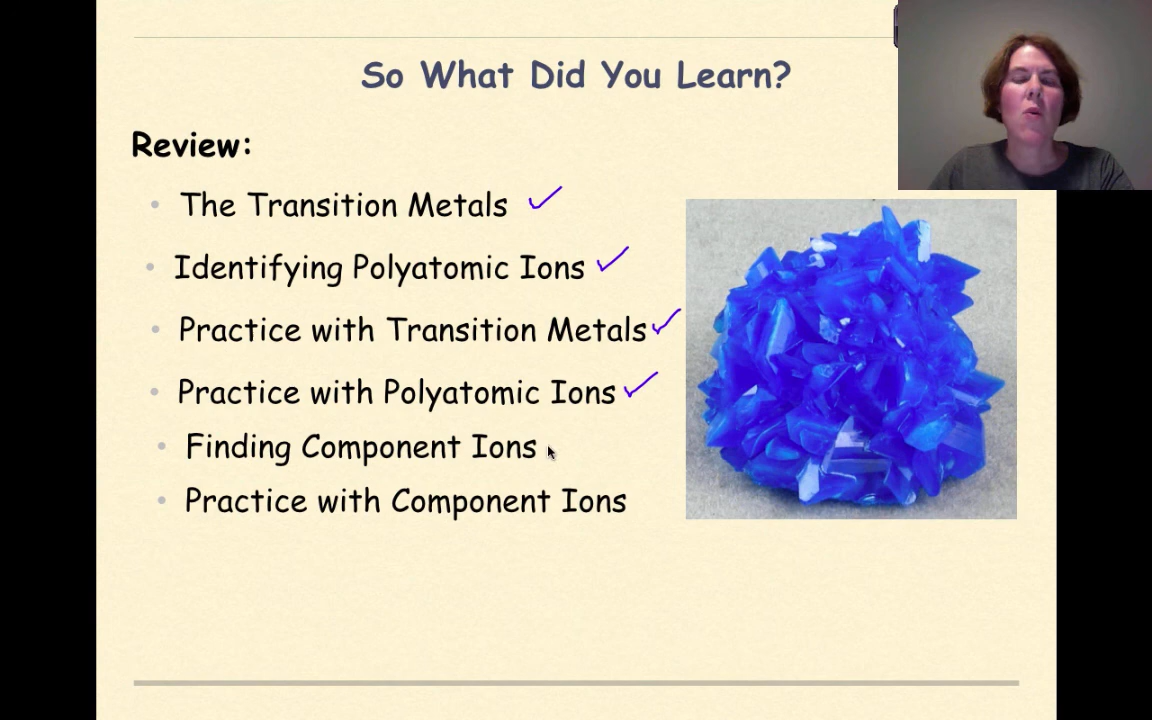 So What Did You Learn?
Review:
The Transition Metals
Identifying Polyatomic Ions
Practice with Transition Metals
Practice with Polyatomic Ions
Finding Component Ions
Practice with Component Ions